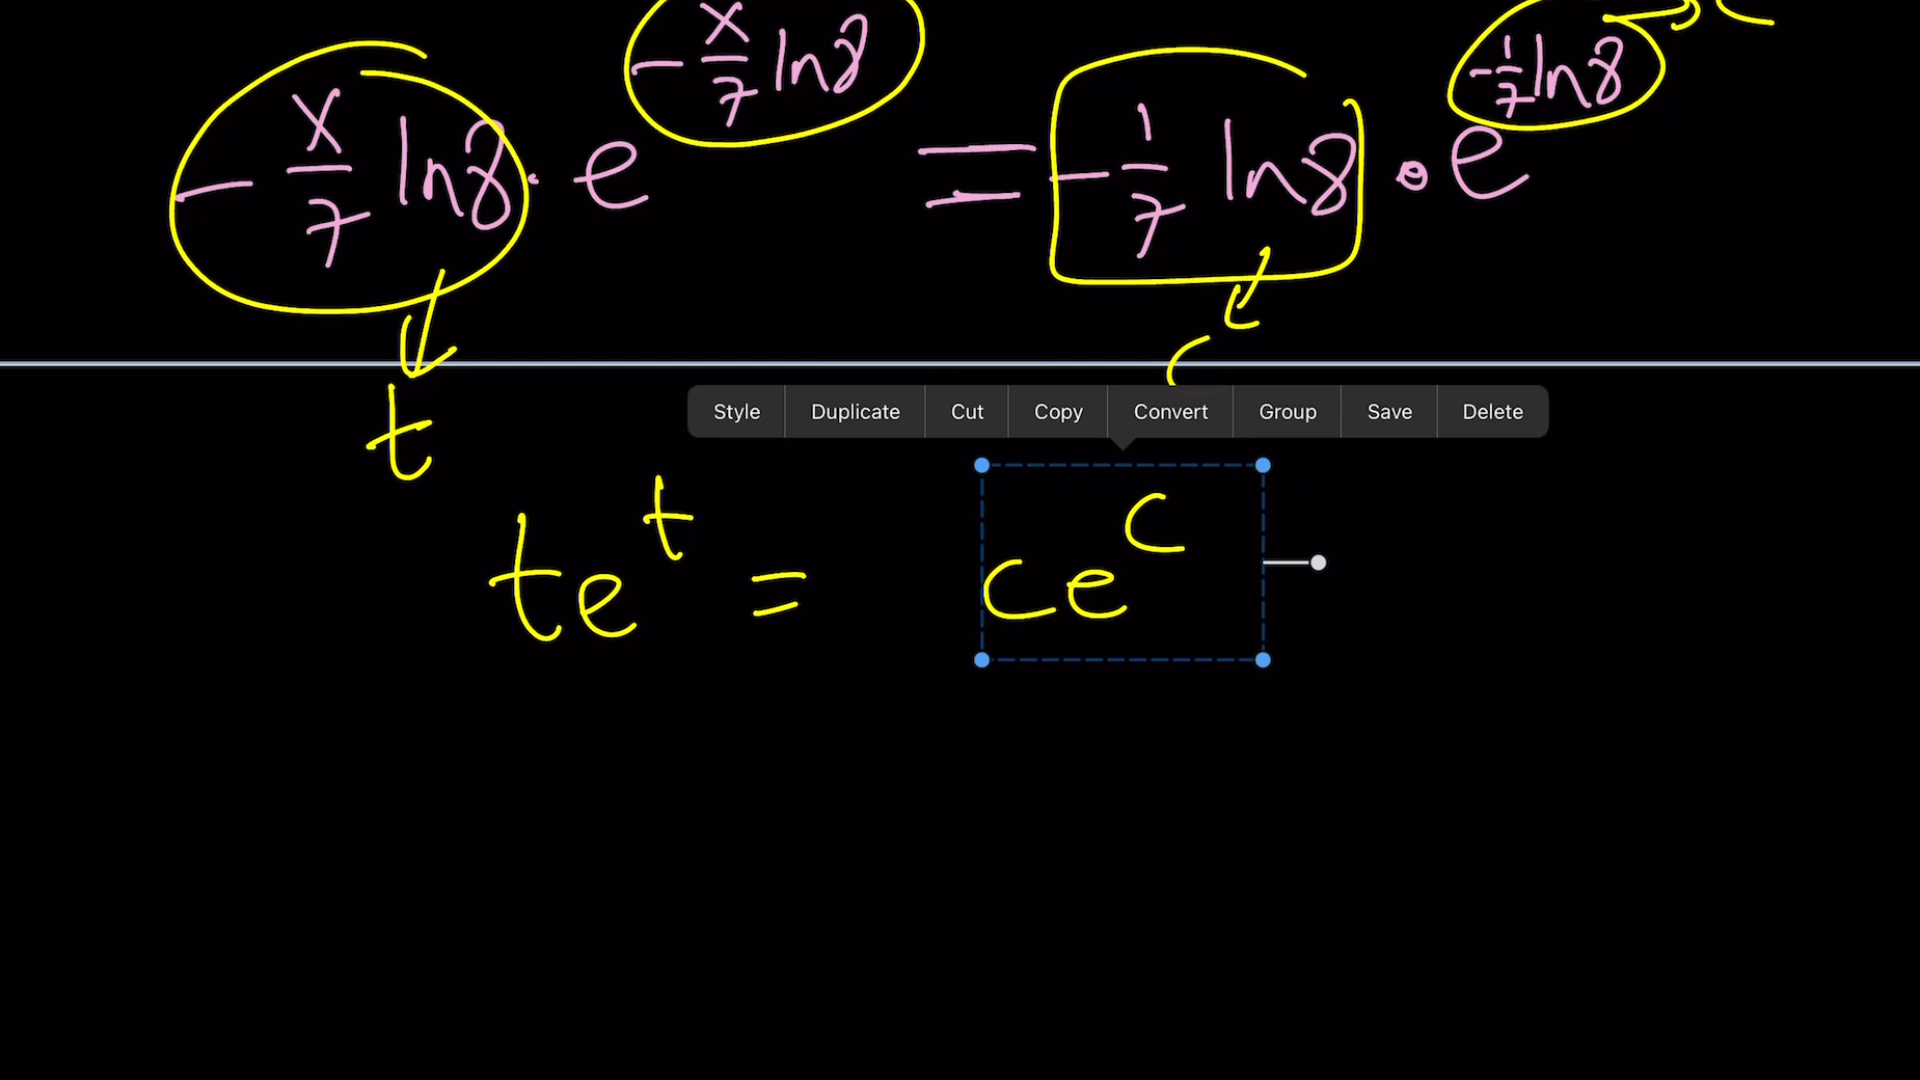 -x/7 ln8 · e^(-x/7 ln8) = -1/7 ln8 · e^(-1/7 ln8)
t
Style Duplicate Cut Copy Convert Group Save Delete
te^t = ce^c